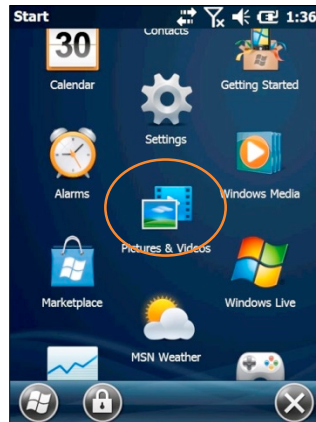 Start 1:36
30
Contacts
Calendar
Getting Started
Settings
Alarms
Windows Media
Pictures & Videos
Marketplace
Windows Live
MSN Weather